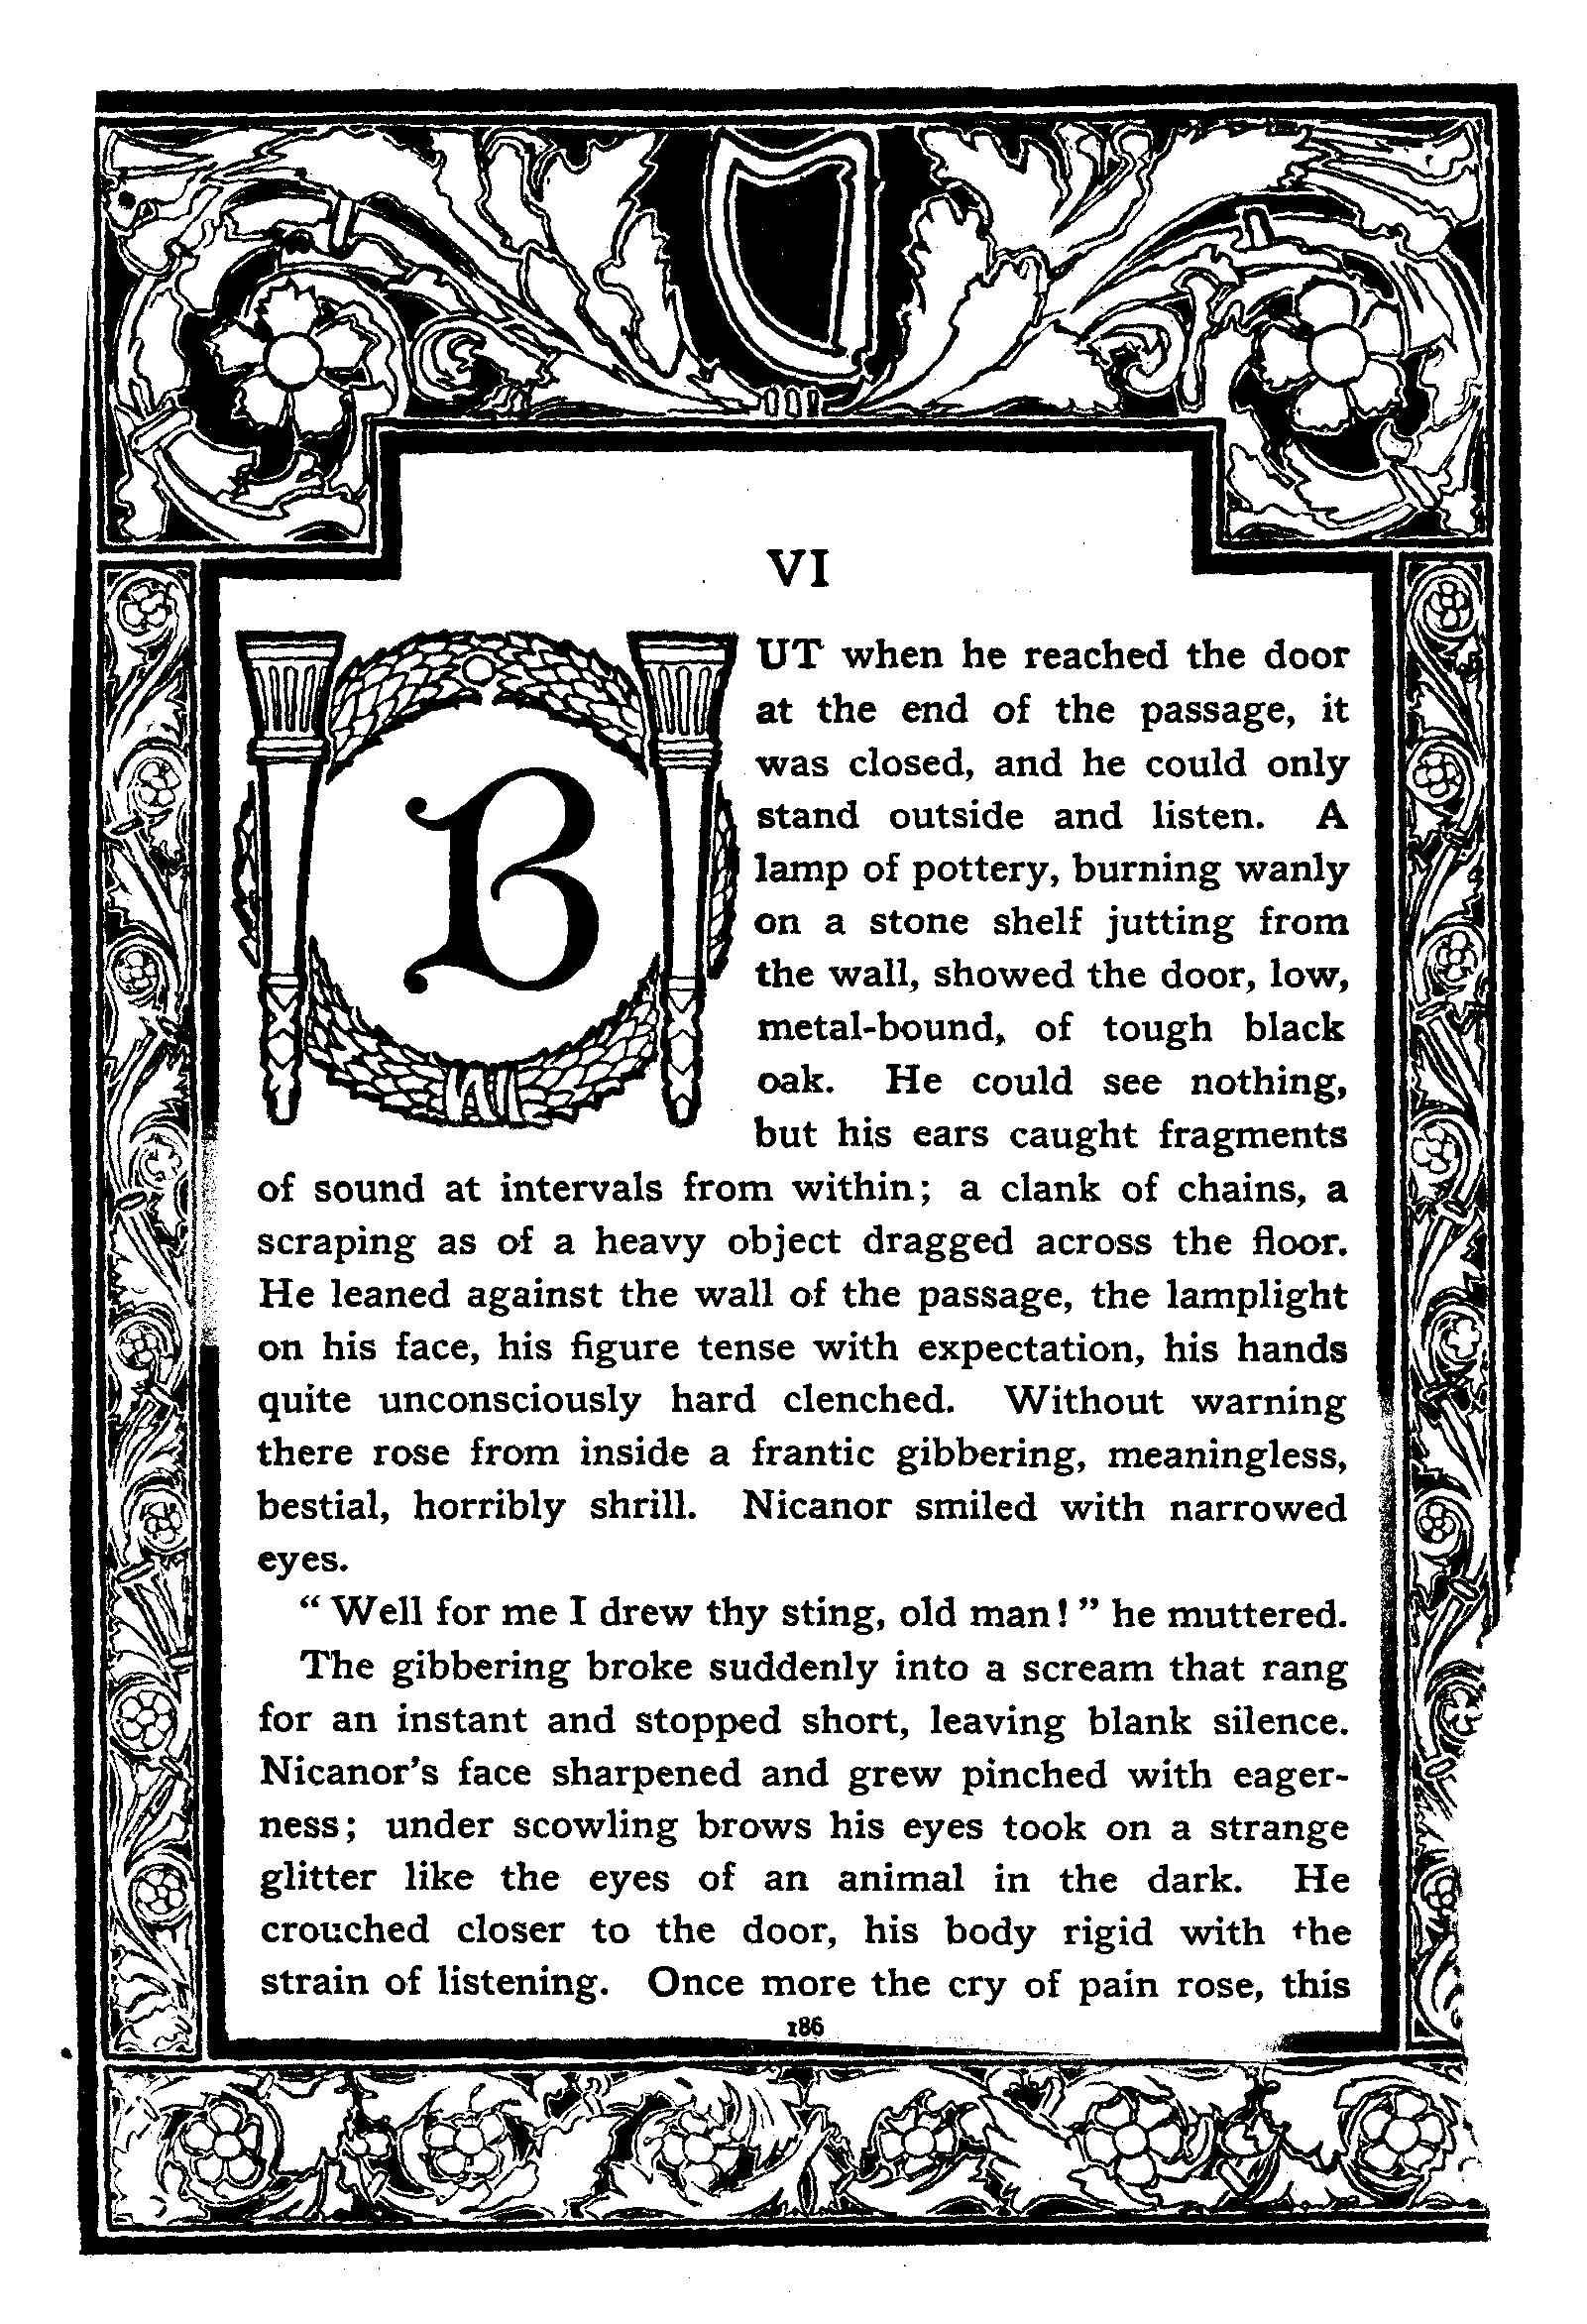 VI
BUT when he reached the door
at the end of the passage, it
was closed, and he could only
stand outside and listen. A
lamp of pottery, burning wanly
on a stone shelf jutting from
the wall, showed the door, low,
metal-bound, of tough black
oak. He could see nothing,
but his ears caught fragments
of sound at intervals from within; a clank of chains, a
scraping as of a heavy object dragged across the floor.
He leaned against the wall of the passage, the lamplight
on his face, his figure tense with expectation, his hands
quite unconsciously hard clenched. Without warning
there rose from inside a frantic gibbering, meaningless,
bestial, horribly shrill. Nicanor smiled with narrowed
eyes.
“ Well for me I drew thy sting, old man! ” he muttered.
The gibbering broke suddenly into a scream that rang
for an instant and stopped short, leaving blank silence.
Nicanor’s face sharpened and grew pinched with eager-
ness; under scowling brows his eyes took on a strange
glitter like the eyes of an animal in the dark. He
crouched closer to the door, his body rigid with the
strain of listening. Once more the cry of pain rose, this
186